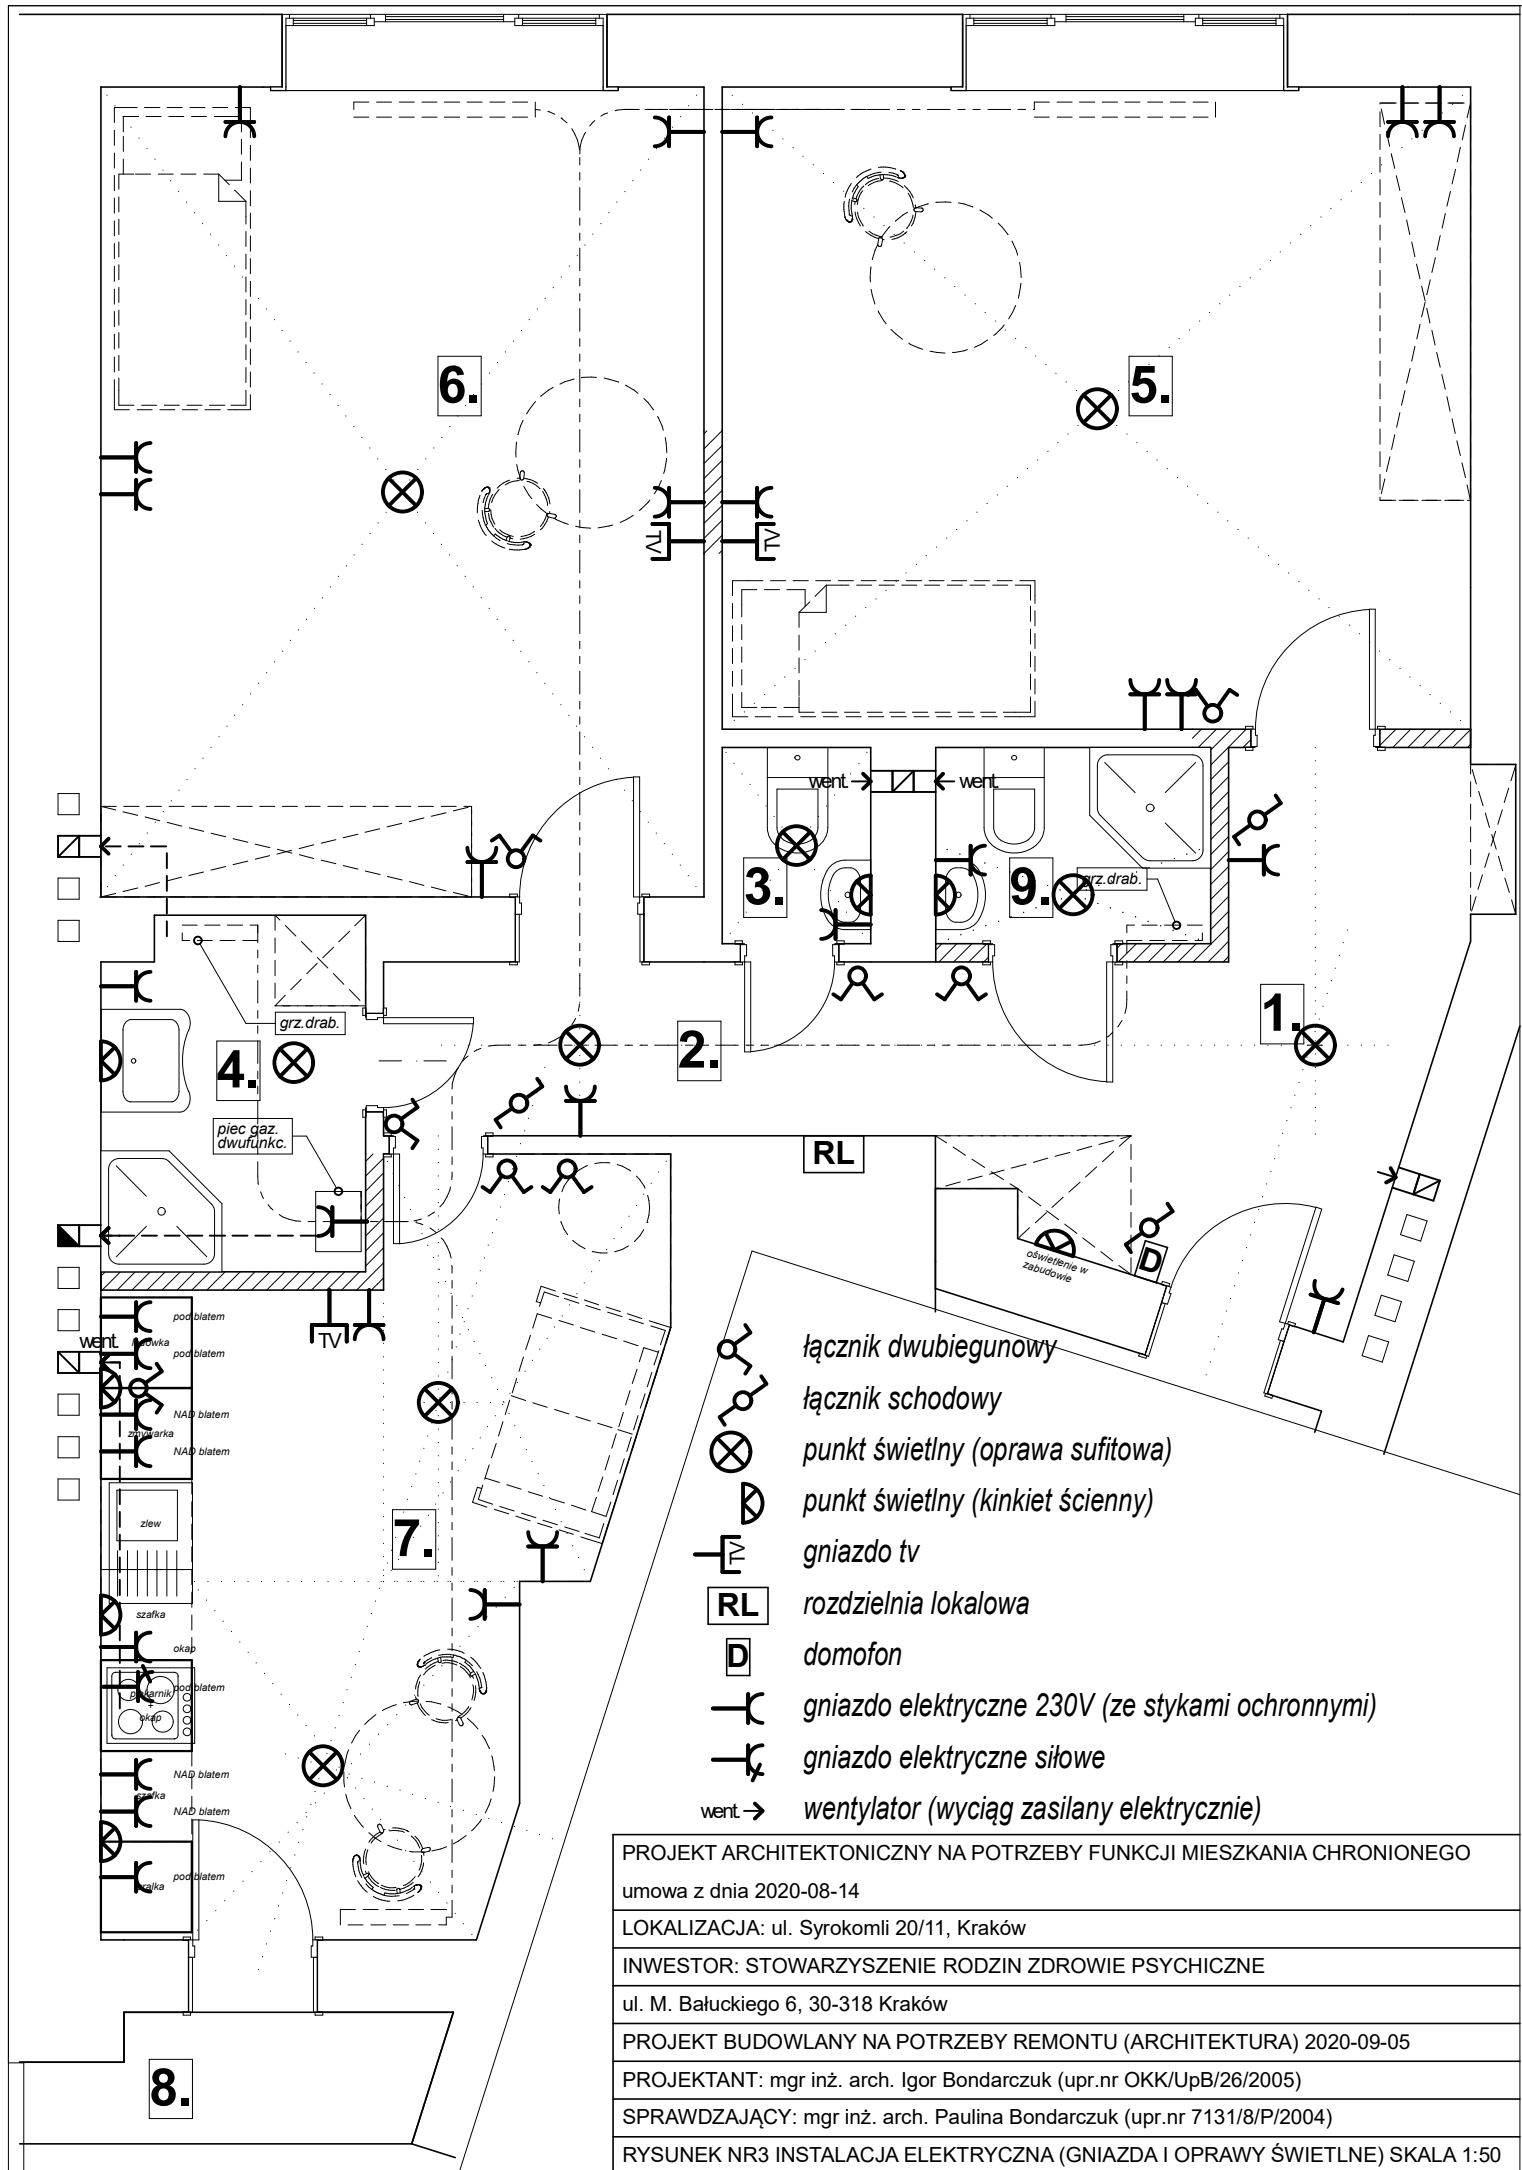 6.
5.
TV
TV
went.
went.
3.
9.
grz.drab.
1.
2.
grz.drab.
4.
piec gaz.
dwufunkc.
RL
D
oświetlenie w
zabudowie
pod blatem
went.
pod blatem
TV
NAD blatem
zmywarka
NAD blatem
zlew
7.
szafka
okap
pod blatem
piekarnik
+
okap
NAD blatem
szafka
NAD blatem
pod blatem
pralka
8.
łącznik dwubiegunowy
łącznik schodowy
punkt świetlny (oprawa sufitowa)
punkt świetlny (kinkiet ścienny)
TV gniazdo tv
RL rozdzielnia lokalowa
D domofon
gniazdo elektryczne 230V (ze stykami ochronnymi)
gniazdo elektryczne siłowe
went. wentylator (wyciąg zasilany elektrycznie)
PROJEKT ARCHITEKTONICZNY NA POTRZEBY FUNKCJI MIESZKANIA CHRONIONEGO
umowa z dnia 2020-08-14
LOKALIZACJA: ul. Syrokomli 20/11, Kraków
INWESTOR: STOWARZYSZENIE RODZIN ZDROWIE PSYCHICZNE
ul. M. Bałuckiego 6, 30-318 Kraków
PROJEKT BUDOWLANY NA POTRZEBY REMONTU (ARCHITEKTURA) 2020-09-05
PROJEKTANT: mgr inż. arch. Igor Bondarczuk (upr.nr OKK/UpB/26/2005)
SPRAWDZAJĄCY: mgr inż. arch. Paulina Bondarczuk (upr.nr 7131/8/P/2004)
RYSUNEK NR3 INSTALACJA ELEKTRYCZNA (GNIAZDA I OPRAWY ŚWIETLNE) SKALA 1:50